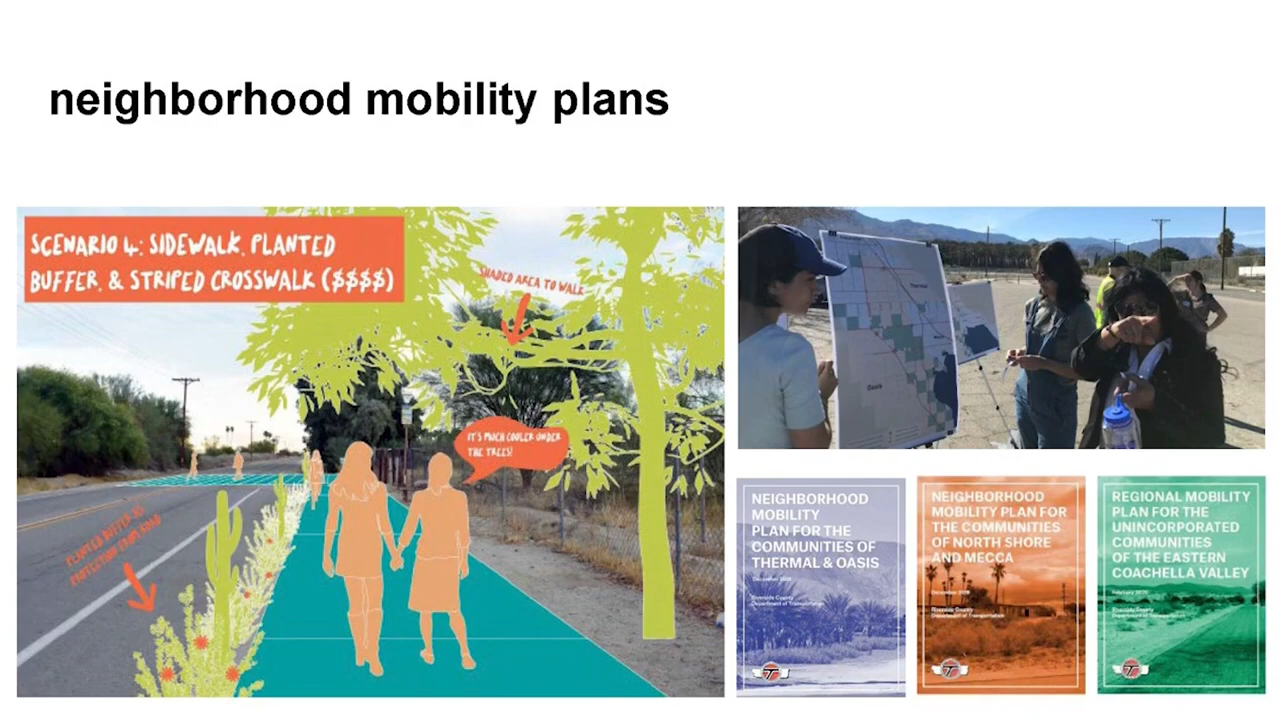 neighborhood mobility plans
SCENARIO 4: SIDEWALK, PLANTED
BUFFER, & STRIPED CROSSWALK ($$$$)
SHADED AREA TO WALK
IT'S MUCH COOLER UNDER
THE TREES!
PLANTED BUFFER AS
PROTECTION FROM ROAD
Thermal
Oasis
NEIGHBORHOOD
MOBILITY
PLAN FOR THE
COMMUNITIES OF
THERMAL & OASIS
Riverside County
Department of Transportation
NEIGHBORHOOD
MOBILITY PLAN FOR
THE COMMUNITIES
OF NORTH SHORE
AND MECCA
Riverside County
Department of Transportation
REGIONAL MOBILITY
PLAN FOR THE
UNINCORPORATED
COMMUNITIES
OF THE EASTERN
COACHELLA VALLEY
Riverside County
Department of Transportation